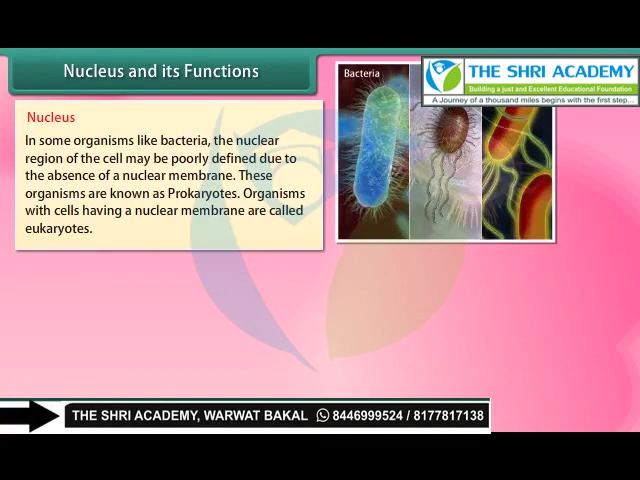 Nucleus and its Functions
Nucleus
In some organisms like bacteria, the nuclear
region of the cell may be poorly defined due to
the absence of a nuclear membrane. These
organisms are known as Prokaryotes. Organisms
with cells having a nuclear membrane are called
eukaryotes.
Bacteria
THE SHRI ACADEMY
Building a just and Excellent Educational Foundation
A Journey of a thousand miles begins with the first step...
THE SHRI ACADEMY, WARWAT BAKAL 8446999524 / 8177817138